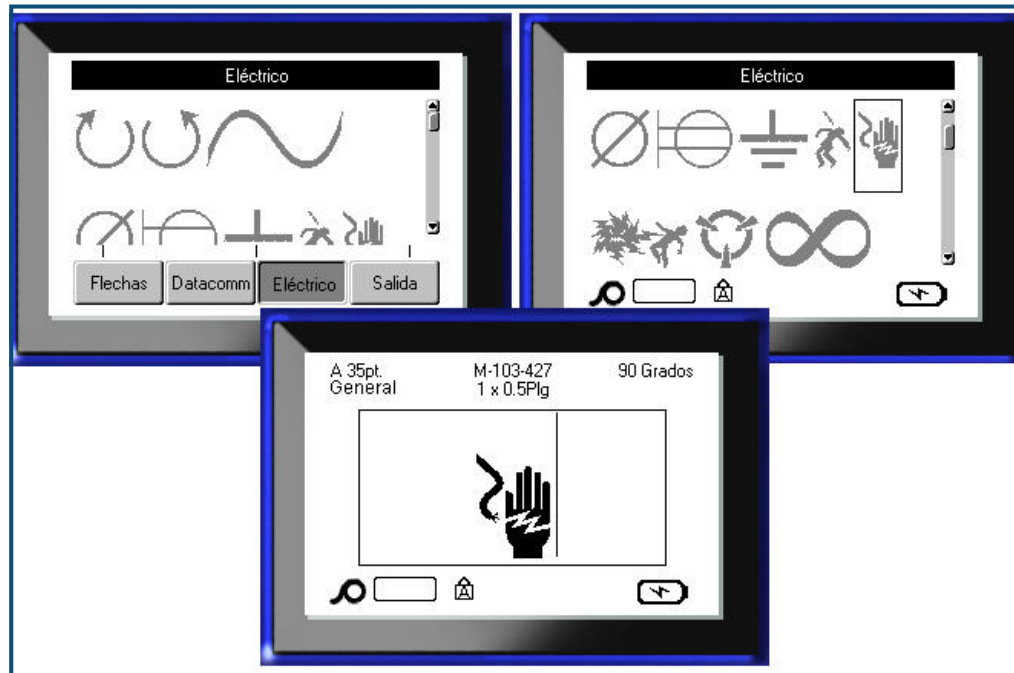 Eléctrico
Flechas Datacomm Eléctrico Salida
Eléctrico
A
A 35pt. M-103-427 90 Grados
General 1 x 0.5Plg
A